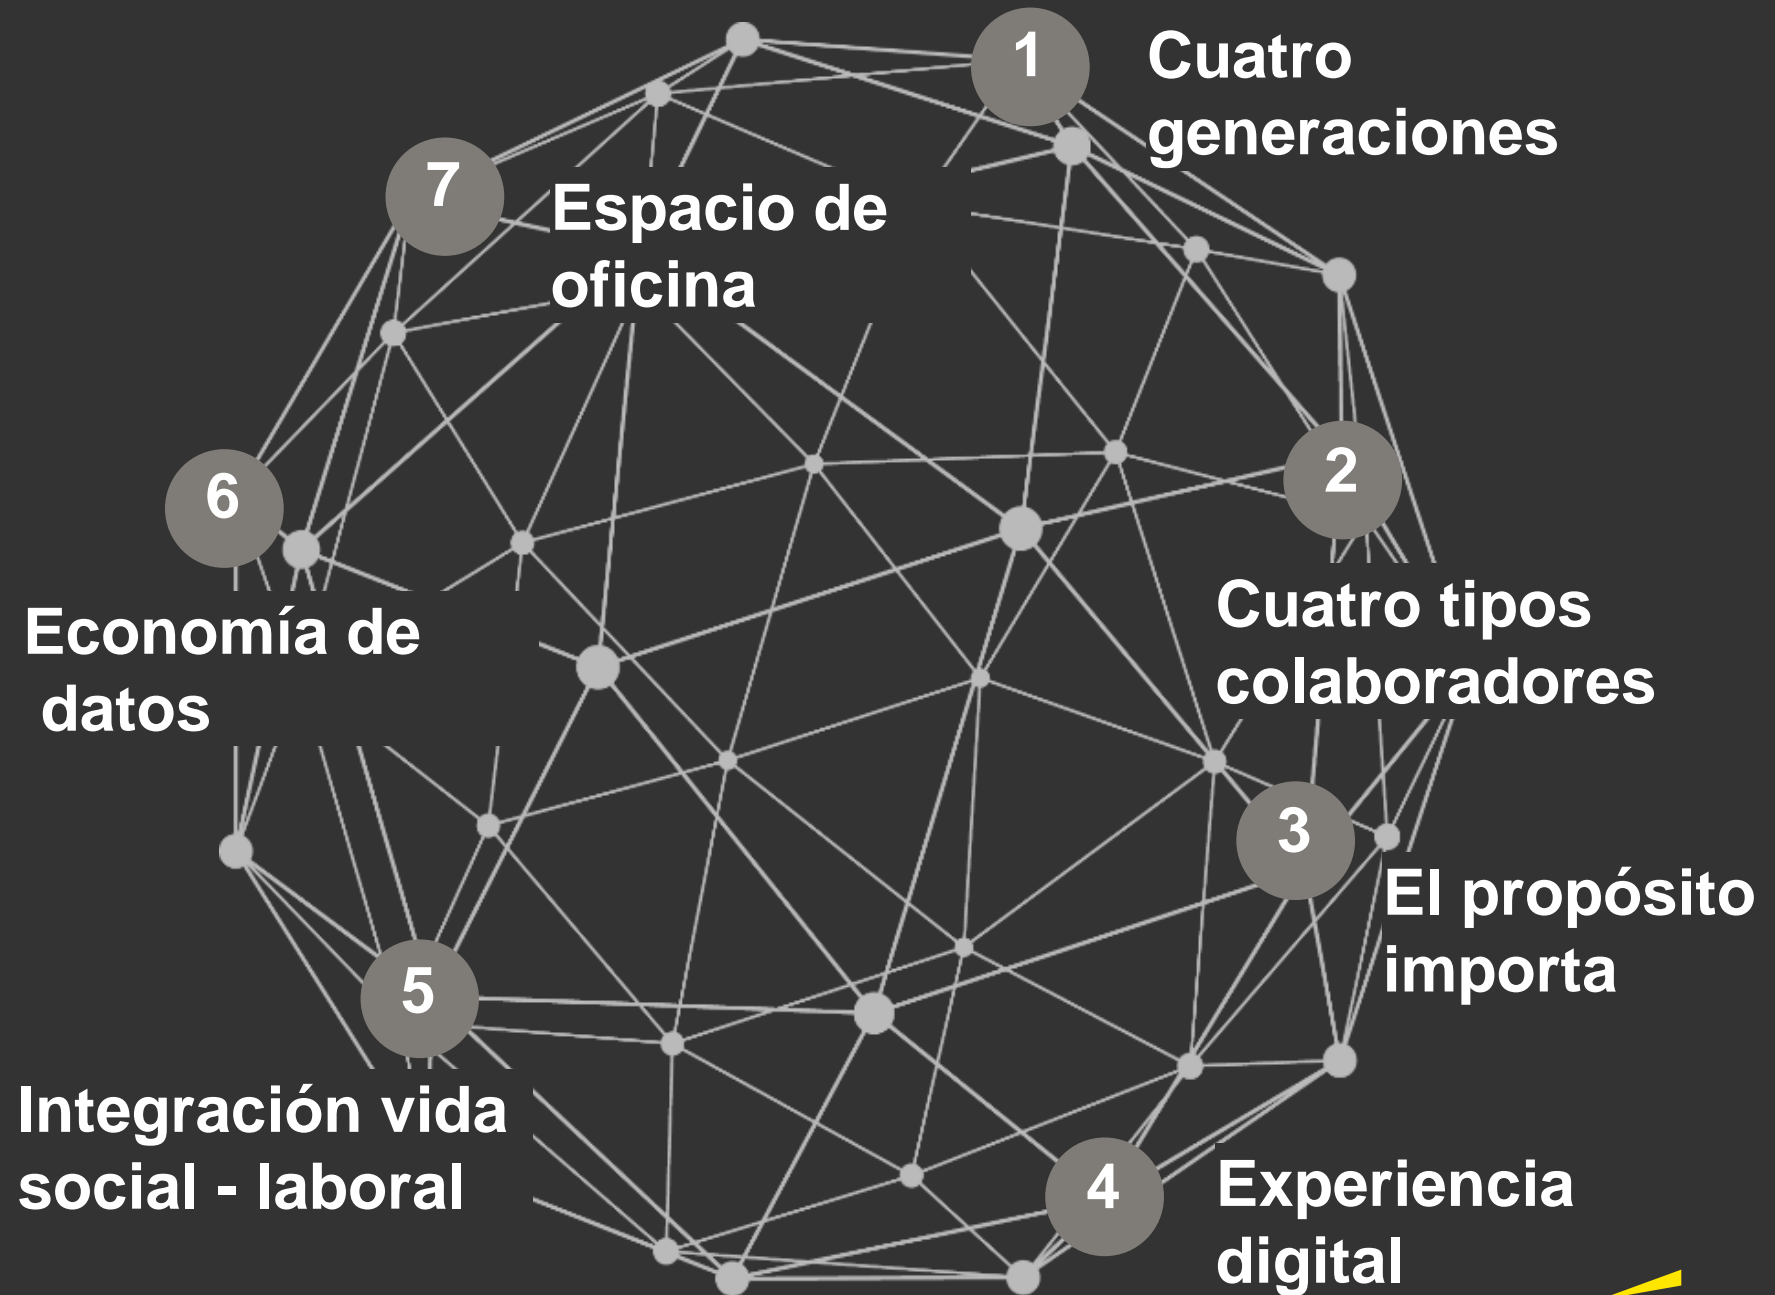 1
Cuatro
generaciones
2
Cuatro tipos
colaboradores
3
El propósito
importa
4
Experiencia
digital
5
Integración vida
social - laboral
6
Economía de
datos
7
Espacio de
oficina